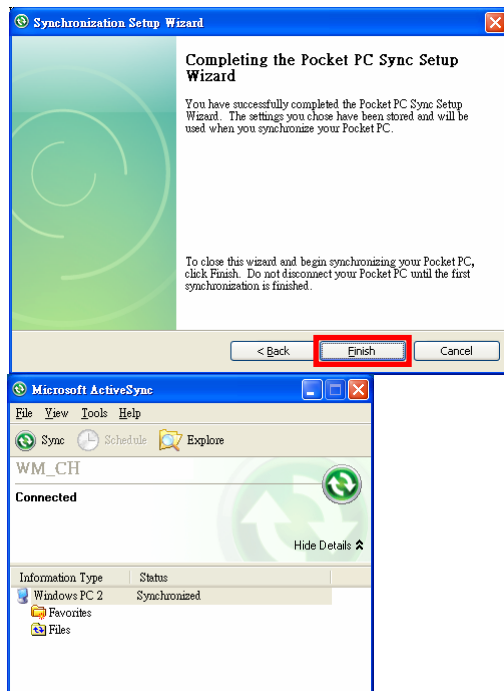 Synchronization Setup Wizard
Completing the Pocket PC Sync Setup
Wizard
You have successfully completed the Pocket PC Sync Setup
Wizard. The settings you chose have been stored and will be
used when you synchronize your Pocket PC.
To close this wizard and begin synchronizing your Pocket PC,
click Finish. Do not disconnect your Pocket PC until the first
synchronization is finished.
< Back Finish Cancel
Microsoft ActiveSync
File View Tools Help
Sync Schedule Explore
WM_CH
Connected
Hide Details
Information Type Status
Windows PC 2 Synchronized
Favorites
Files